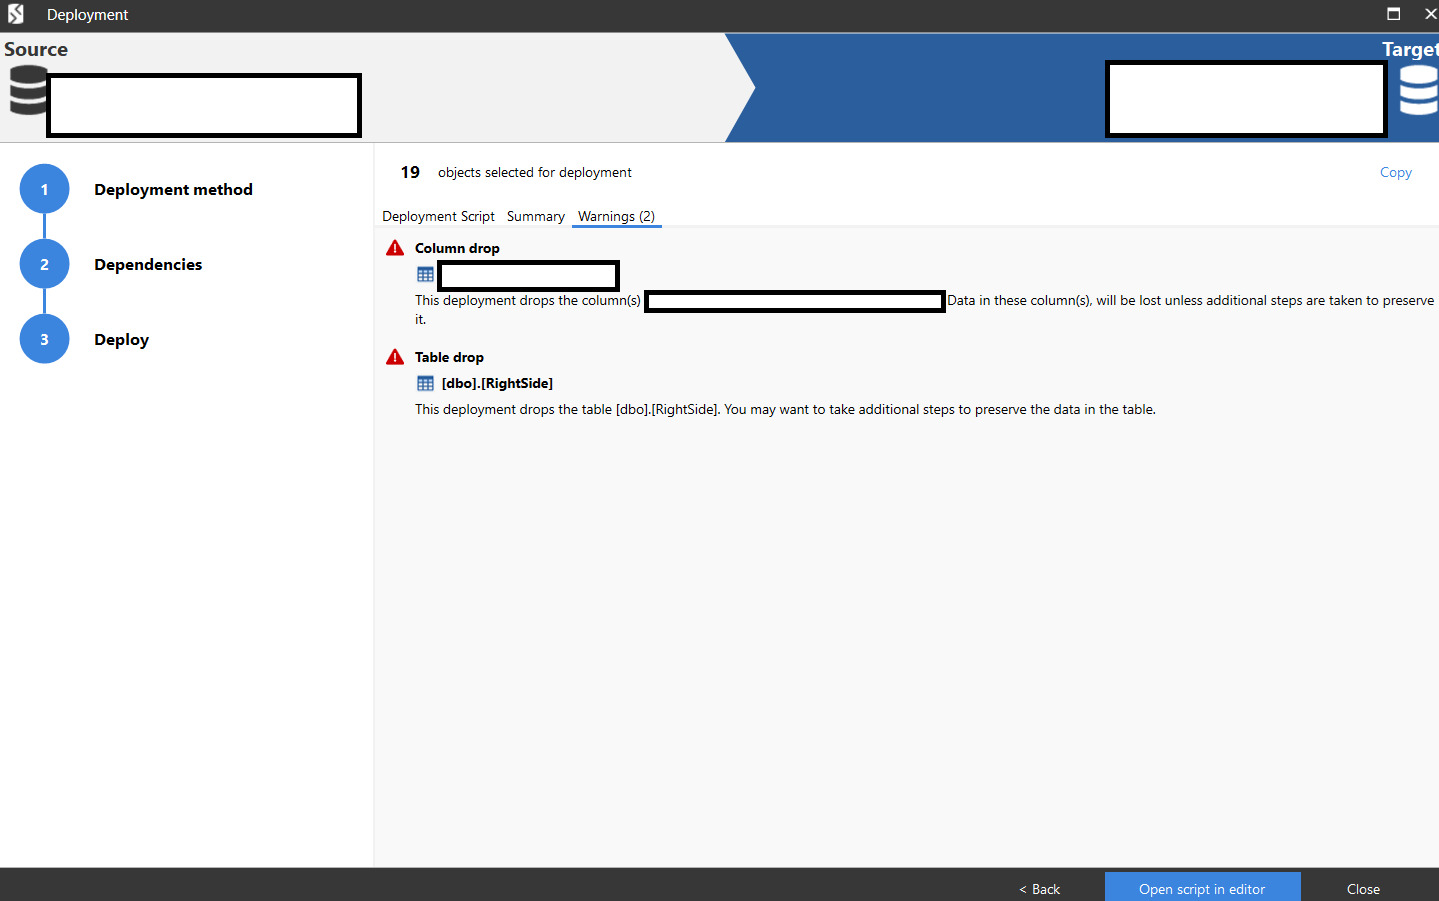 Deployment
Source
Target
1 Deployment method
2 Dependencies
3 Deploy
19 objects selected for deployment
Copy
Deployment Script Summary Warnings (2)
Column drop
This deployment drops the column(s) Data in these column(s), will be lost unless additional steps are taken to preserve
it.
Table drop
[dbo].[RightSide]
This deployment drops the table [dbo].[RightSide]. You may want to take additional steps to preserve the data in the table.
< Back Open script in editor Close